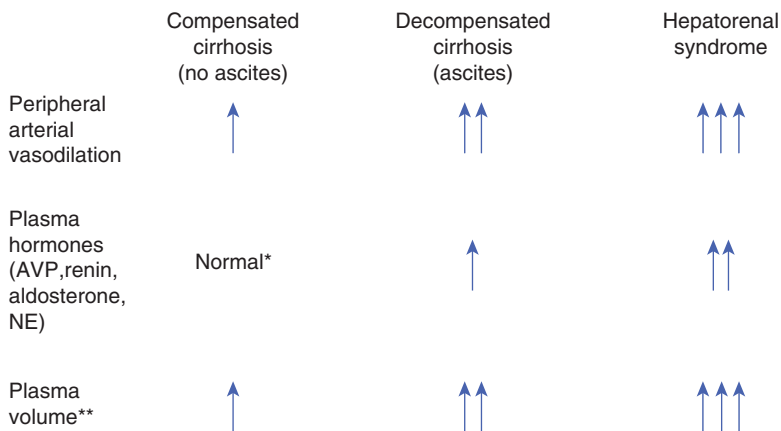 Compensated
cirrhosis
(no ascites)
Decompensated
cirrhosis
(ascites)
Hepatorenal
syndrome
Peripheral
arterial
vasodilation
Plasma
hormones
(AVP,renin,
aldosterone,
NE)
Normal*
Plasma
volume**